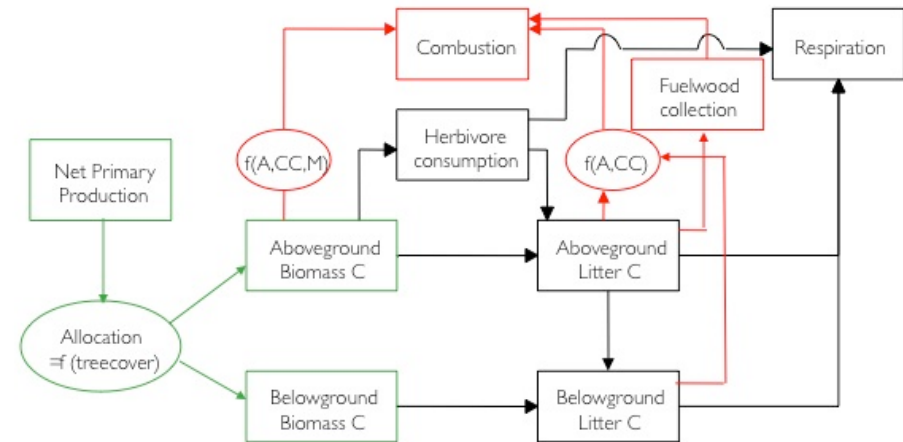 Combustion
Respiration
Fuelwood
collection
Herbivore
consumption
f(A,CC,M)
f(A,CC)
Net Primary
Production
Aboveground
Biomass C
Aboveground
Litter C
Allocation
=f (treecover)
Belowground
Biomass C
Belowground
Litter C